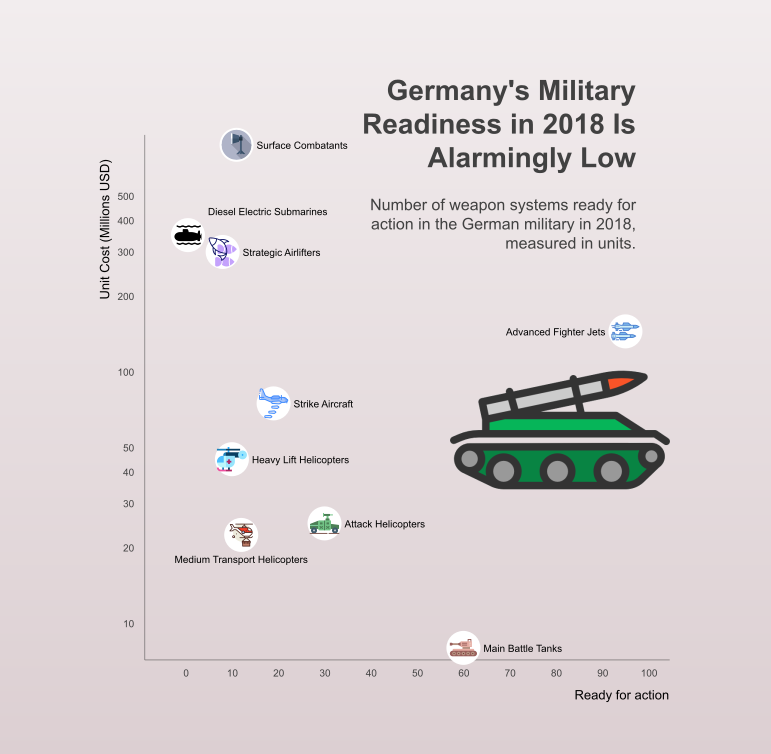 Germany's Military
Readiness in 2018 Is
Alarmingly Low
Number of weapon systems ready for
action in the German military in 2018,
measured in units.
Unit Cost (Millions USD)
500
400
300
200
100
50
40
30
20
10
Surface Combatants
Diesel Electric Submarines
Strategic Airlifters
Advanced Fighter Jets
Strike Aircraft
Heavy Lift Helicopters
Attack Helicopters
Medium Transport Helicopters
Main Battle Tanks
0 10 20 30 40 50 60 70 80 90 100
Ready for action